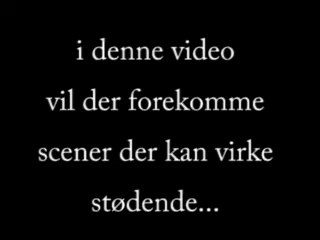 i denne video
vil der forekomme
scener der kan virke
stødende...